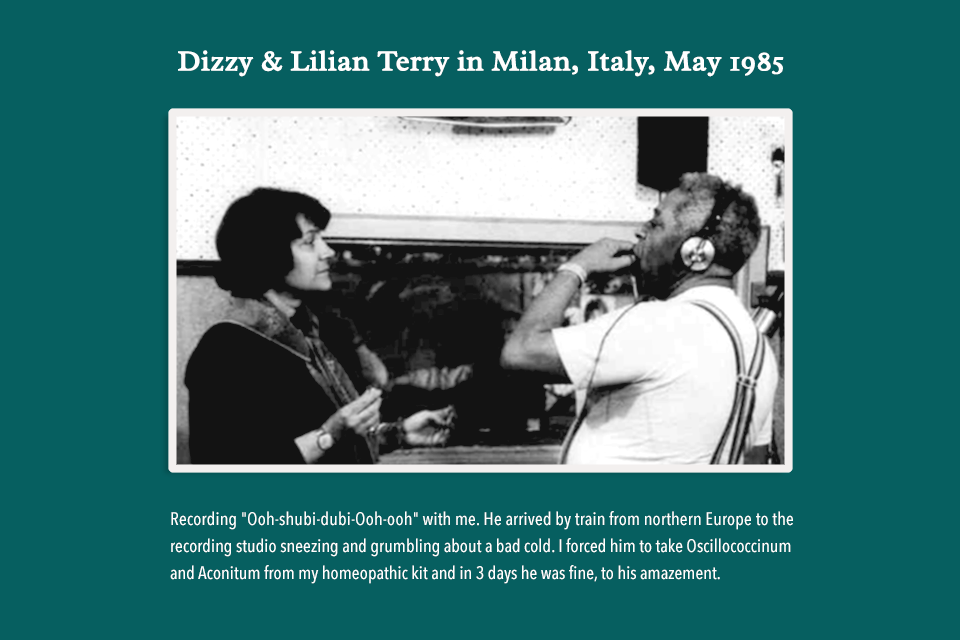 Dizzy & Lilian Terry in Milan, Italy, May 1985
Recording "Ooh-shubi-dubi-Ooh-ooh" with me. He arrived by train from northern Europe to the
recording studio sneezing and grumbling about a bad cold. I forced him to take Oscillococcinum
and Aconitum from my homeopathic kit and in 3 days he was fine, to his amazement.